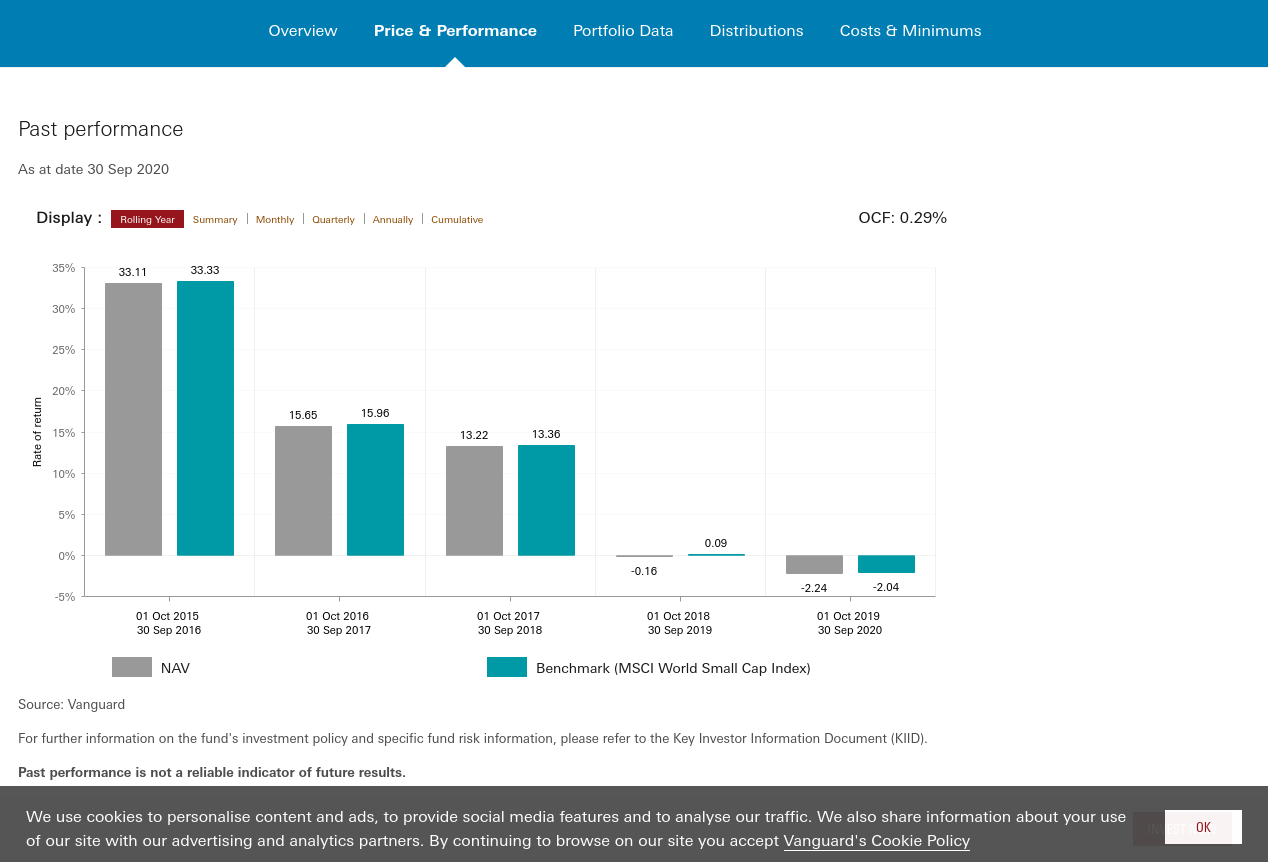 Overview Price & Performance Portfolio Data Distributions Costs & Minimums
Past performance
As at date 30 Sep 2020
Display : Rolling Year Summary Monthly Quarterly Annually Cumulative OCF: 0.29%
35%
30%
25%
20%
15%
10%
5%
0%
-5%
Rate of return
33.11 33.33
15.65 15.96
13.22 13.36
-0.16 0.09
-2.24 -2.04
01 Oct 2015
30 Sep 2016
01 Oct 2016
30 Sep 2017
01 Oct 2017
30 Sep 2018
01 Oct 2018
30 Sep 2019
01 Oct 2019
30 Sep 2020
NAV Benchmark (MSCI World Small Cap Index)
Source: Vanguard
For further information on the fund's investment policy and specific fund risk information, please refer to the Key Investor Information Document (KIID).
Past performance is not a reliable indicator of future results.
We use cookies to personalise content and ads, to provide social media features and to analyse our traffic. We also share information about your use
of our site with our advertising and analytics partners. By continuing to browse on our site you accept Vanguard's Cookie Policy
OK